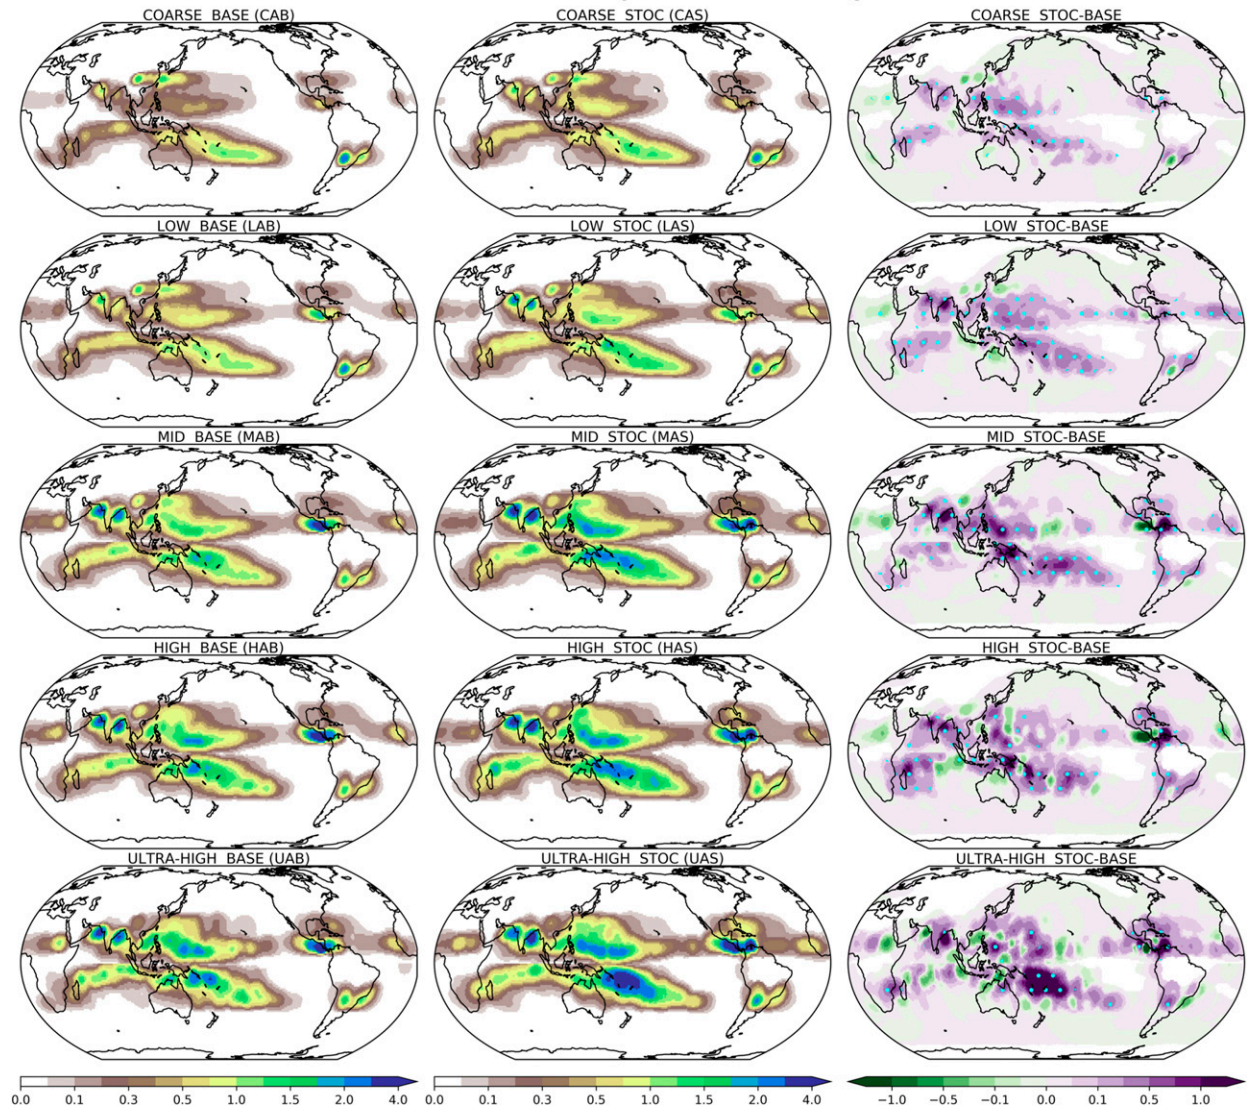 COARSE BASE (CAB)
COARSE STOC (CAS)
COARSE STOC-BASE
LOW BASE (LAB)
LOW STOC (LAS)
LOW STOC-BASE
MID BASE (MAB)
MID STOC (MAS)
MID STOC-BASE
HIGH BASE (HAB)
HIGH STOC (HAS)
HIGH STOC-BASE
ULTRA-HIGH BASE (UAB)
ULTRA-HIGH STOC (UAS)
ULTRA-HIGH STOC-BASE
0.0 0.1 0.3 0.5 1.0 1.5 2.0 4.0
0.0 0.1 0.3 0.5 1.0 1.5 2.0 4.0
−1.0 −0.5 −0.1 0.0 0.1 0.5 1.0